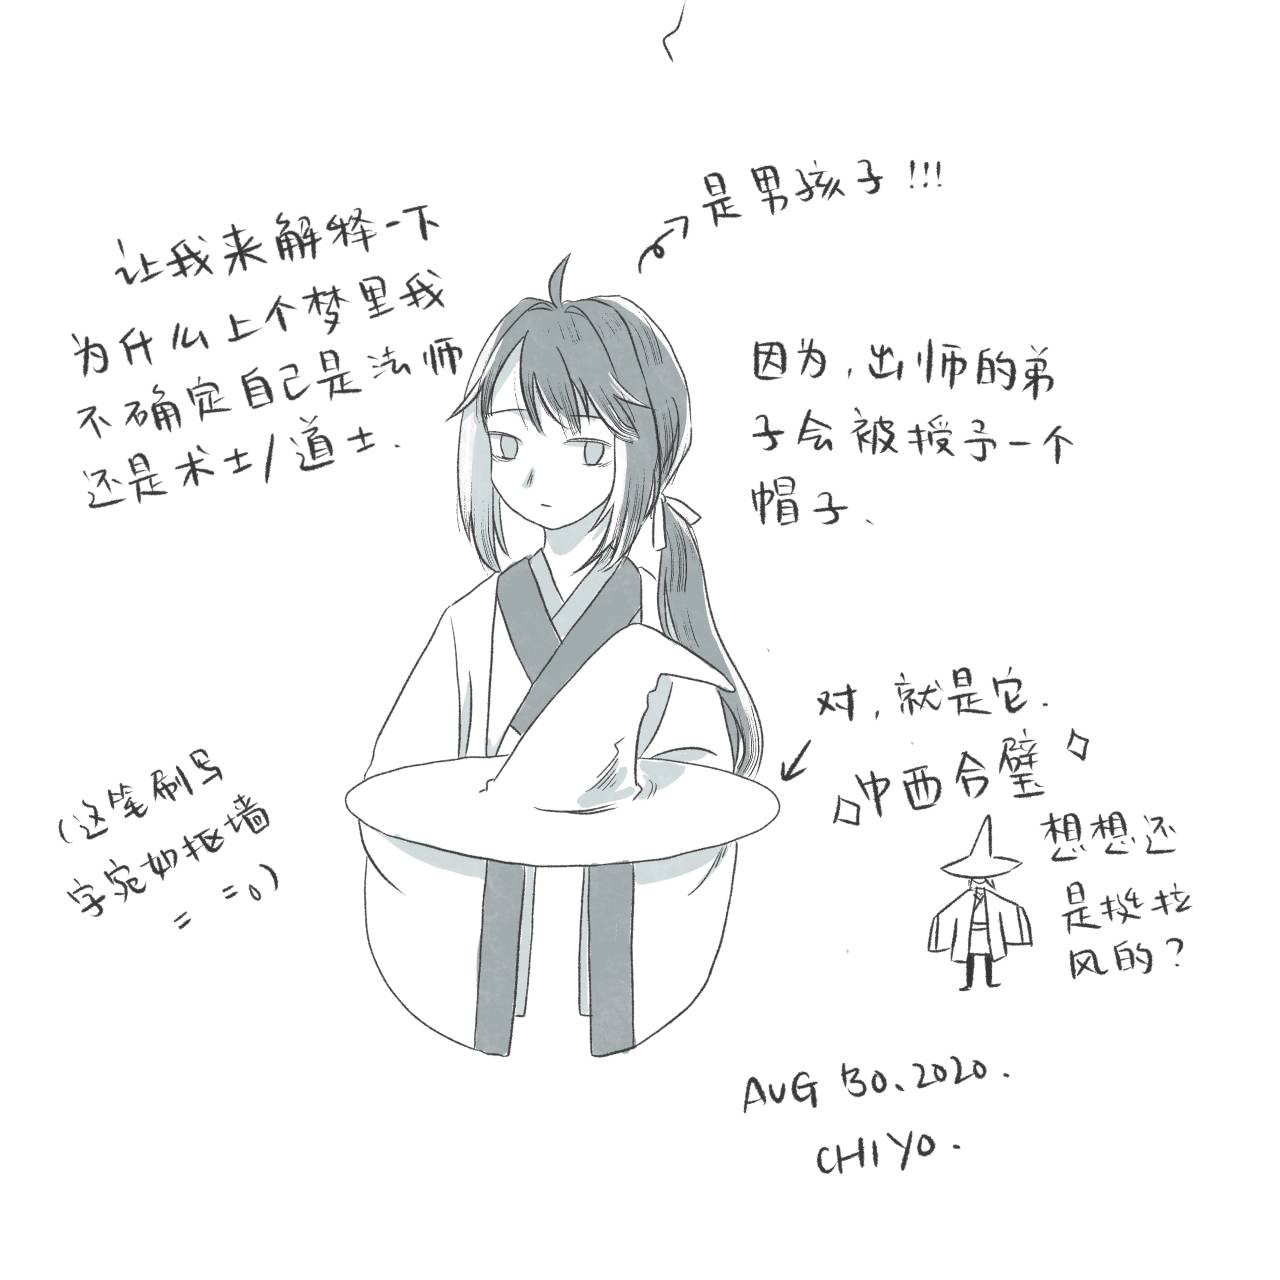 是男孩子!!!
让我来解释一下
为什么上个梦里我
不确定自己是法师
还是术士/道士.
因为,出师的弟
子会被授予一个
帽子、
对,就是它.
中西合璧
想想还
是挺拉
风的?
(这笔刷写
字宛如抠墙
= =。)
AUG 30、2020.
CHIYO.